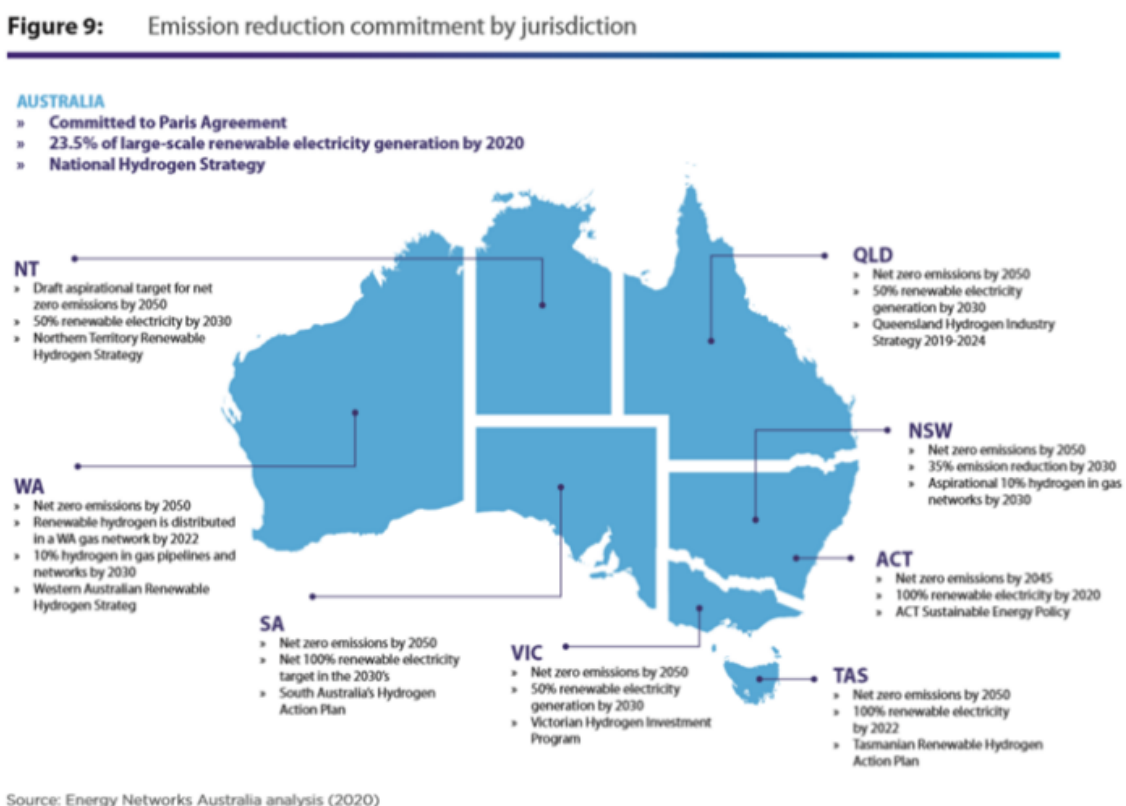 Figure 9: Emission reduction commitment by jurisdiction
AUSTRALIA
» Committed to Paris Agreement
» 23.5% of large-scale renewable electricity generation by 2020
» National Hydrogen Strategy
NT
» Draft aspirational target for net
zero emissions by 2050
» 50% renewable electricity by 2030
» Northern Territory Renewable
Hydrogen Strategy
QLD
» Net zero emissions by 2050
» 50% renewable electricity
generation by 2030
» Queensland Hydrogen Industry
Strategy 2019-2024
NSW
» Net zero emissions by 2050
» 35% emission reduction by 2030
» Aspirational 10% hydrogen in gas
networks by 2030
WA
» Net zero emissions by 2050
» Renewable hydrogen is distributed
in a WA gas network by 2022
» 10% hydrogen in gas pipelines and
networks by 2030
» Western Australian Renewable
Hydrogen Strateg
ACT
» Net zero emissions by 2045
» 100% renewable electricity by 2020
» ACT Sustainable Energy Policy
SA
» Net zero emissions by 2050
» Net 100% renewable electricity
target in the 2030's
» South Australia's Hydrogen
Action Plan
VIC
» Net zero emissions by 2050
» 50% renewable electricity
generation by 2030
» Victorian Hydrogen Investment
Program
TAS
» Net zero emissions by 2050
» 100% renewable electricity
by 2022
» Tasmanian Renewable Hydrogen
Action Plan
Source: Energy Networks Australia analysis (2020)